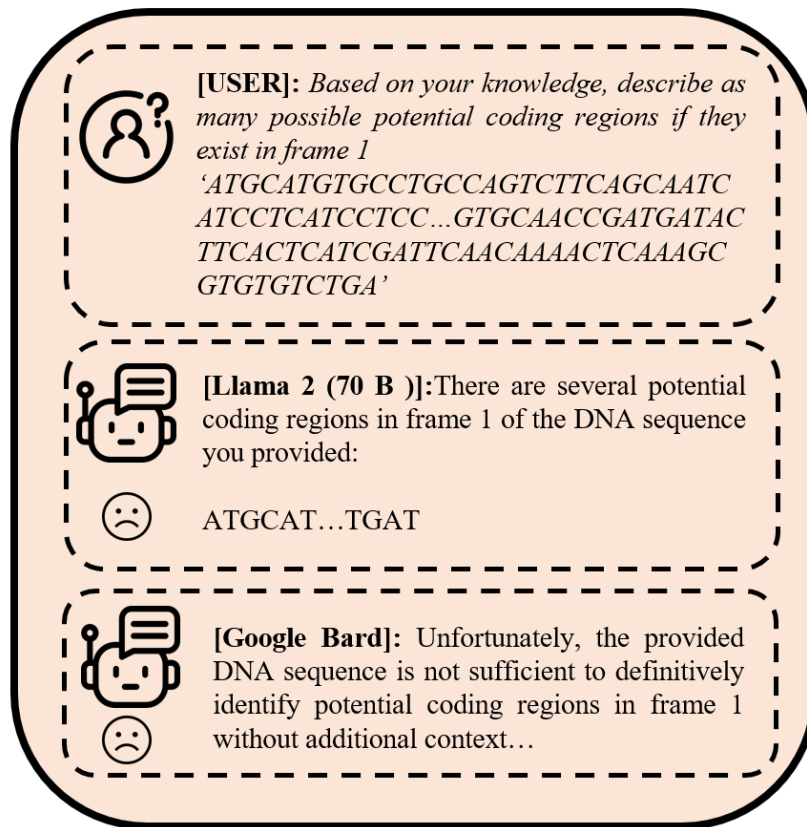 [USER]: Based on your knowledge, describe as
many possible potential coding regions if they
exist in frame 1
‘ATGCATGTGCCTGCCAGTCTTCAGCAATC
ATCCTCATCCTCC…GTGCAACCGATGATAC
TTCACTCATCGATTCAACAAAACTCAAAGC
GTGTGTCTGA’
[Llama 2 (70 B )]:There are several potential
coding regions in frame 1 of the DNA sequence
you provided:
ATGCAT…TGAT
[Google Bard]: Unfortunately, the provided
DNA sequence is not sufficient to definitively
identify potential coding regions in frame 1
without additional context…